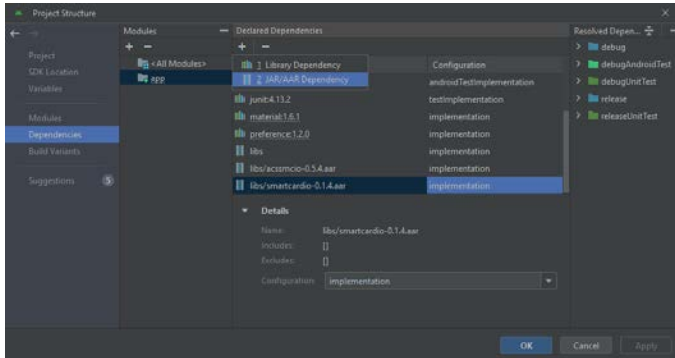 Project Structure
Project
SDK Location
Variables
Modules
Dependencies
Build Variants
Suggestions 5
Modules
<All Modules>
app
Declared Dependencies
1 Library Dependency
2 JAR/AAR Dependency
Configuration
androidTestImplementation
junit:4.13.2 testImplementation
material:1.6.1 implementation
preference:1.2.0 implementation
libs implementation
libs/acssmcio-0.5.4.aar implementation
libs/smartcardio-0.1.4.aar implementation
Details
Name: libs/smartcardio-0.1.4.aar
Includes: []
Excludes: []
Configuration: implementation
Resolved Depen...
debug
debugAndroidTest
debugUnitTest
release
releaseUnitTest
OK Cancel Apply